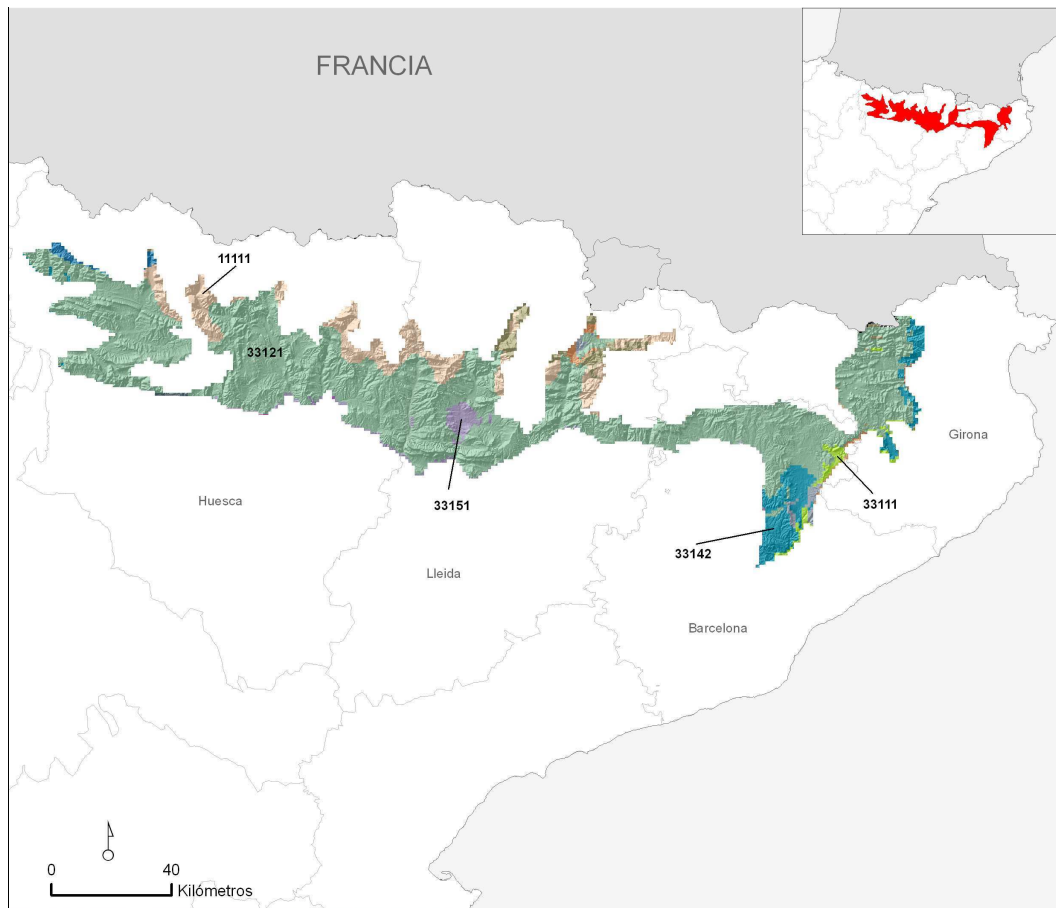 FRANCIA
11111
33121
Girona
Huesca
33151
33111
33142
Lleida
Barcelona
0 40
Kilómetros